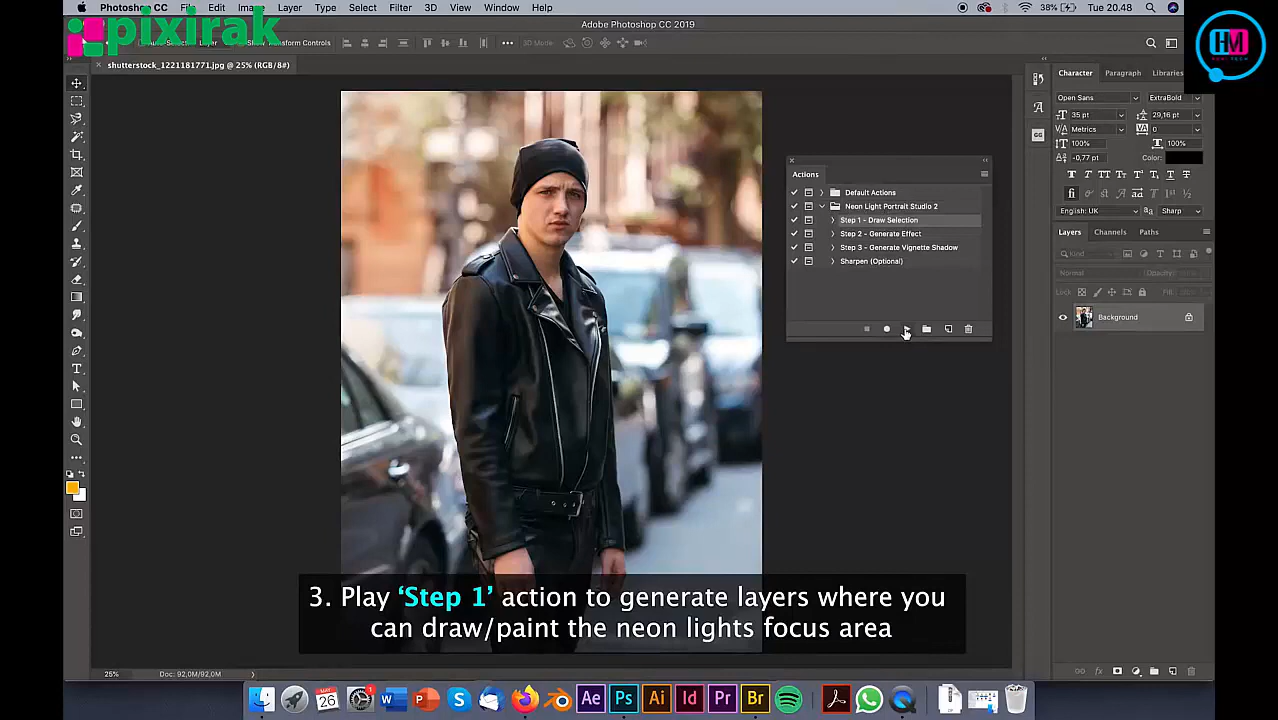 Photoshop CC
File
Edit
Image
Layer
Type
Select
Filter
3D
View
Window
Help
38%
Tue 20.48
pixirak
Adobe Photoshop CC 2019
Transform Controls
3D Mode:
HM
shutterstock_1221181771.jpg @ 25% (RGB/8#)
Character
Paragraph
Libraries
Open Sans
ExtraBold
35 pt
29,16 pt
Metrics
0
100%
100%
-0,77 pt
Color:
English: UK
Sharp
Actions
Default Actions
Neon Light Portrait Studio 2
Step 1 - Draw Selection
Step 2 - Generate Effect
Step 3 - Generate Vignette Shadow
Sharpen (Optional)
Layers
Channels
Paths
Kind
Normal
Opacity:
Lock:
Fill:
Background
3. Play ‘Step 1’ action to generate layers where you
can draw/paint the neon lights focus area
25%
Doc: 92,0M/92,0M